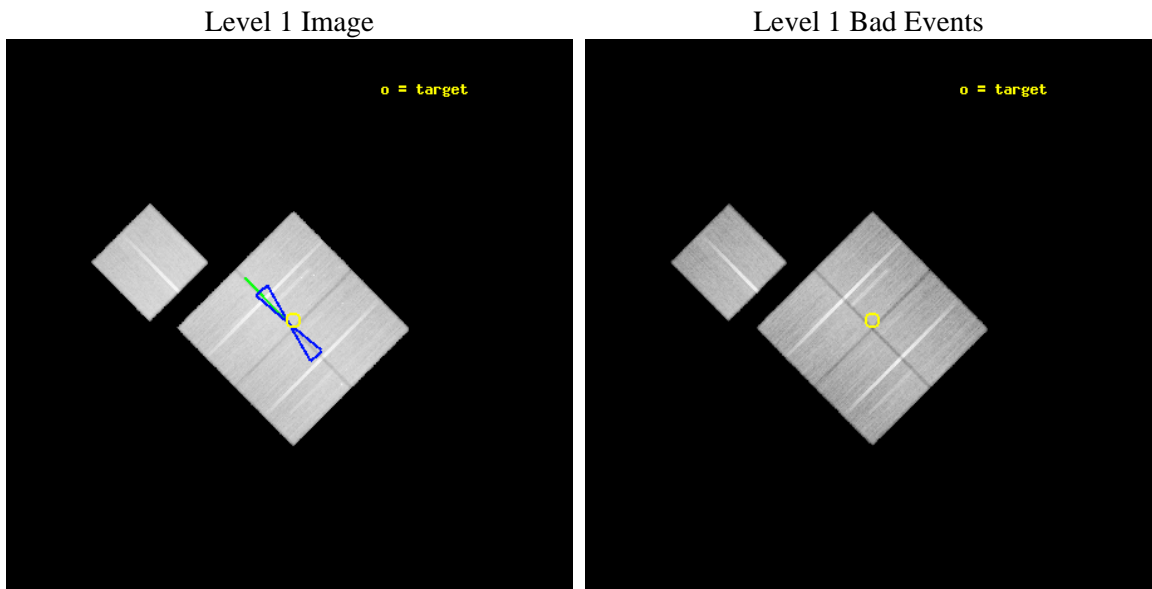 Level 1 Image
Level 1 Bad Events
o = target
o = target